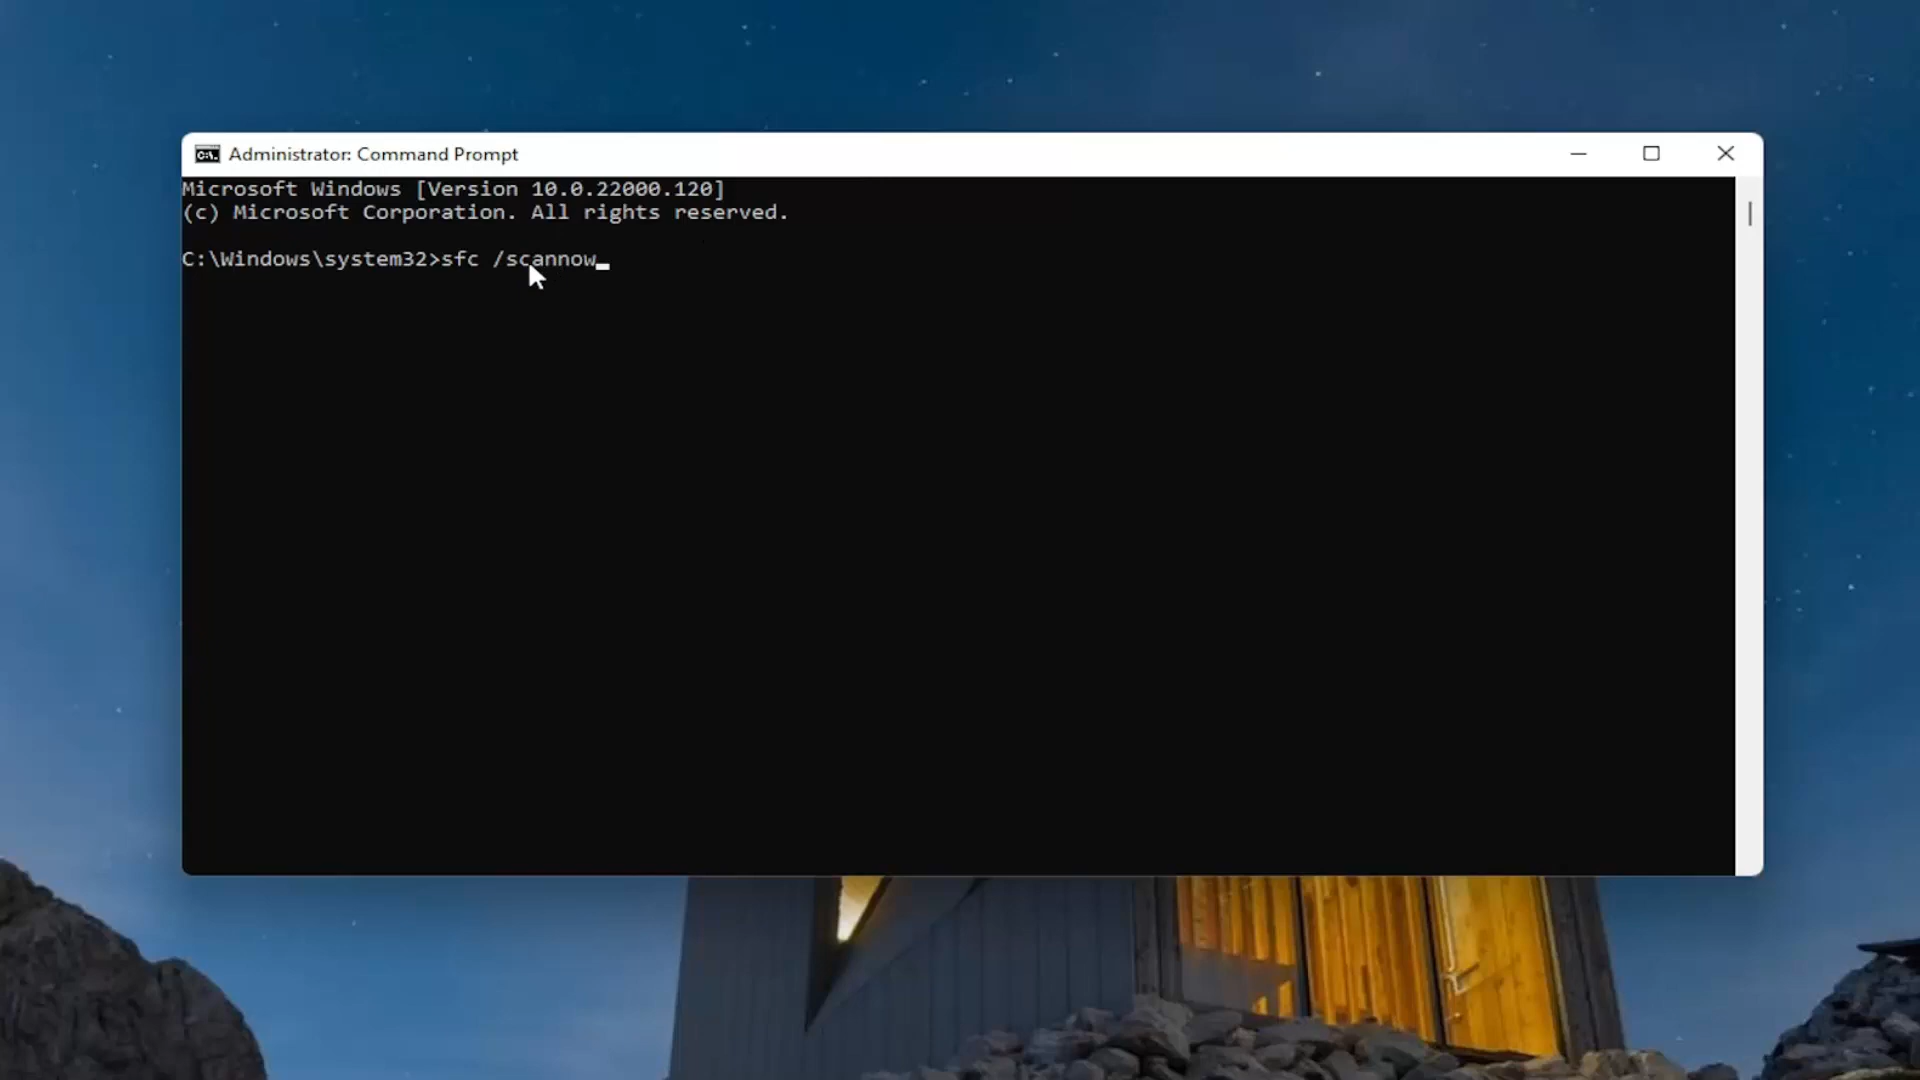 Administrator: Command Prompt
Microsoft Windows [Version 10.0.22000.120]
(c) Microsoft Corporation. All rights reserved.
C:\Windows\system32>sfc /scannow